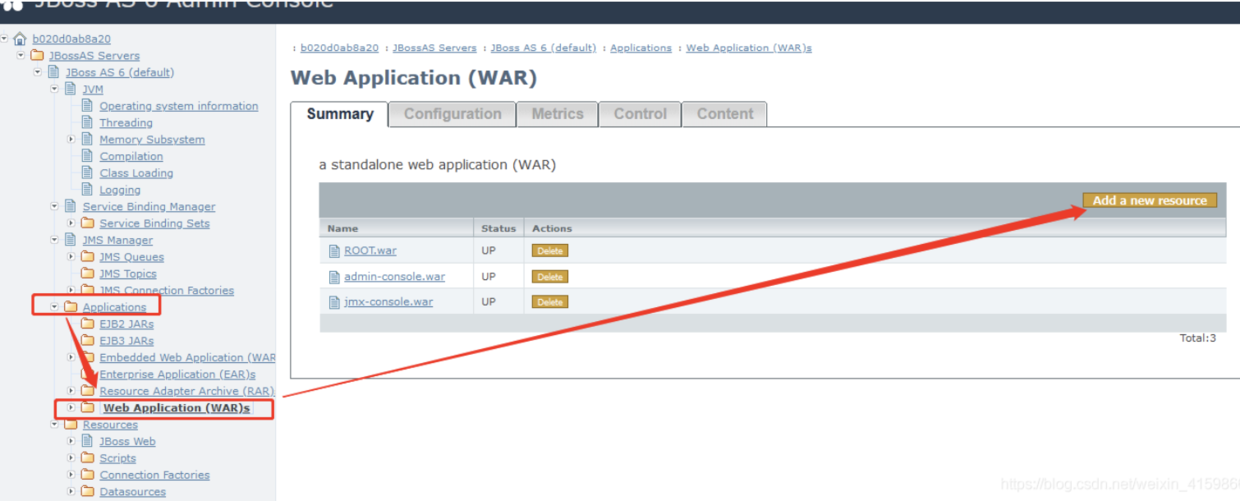 JBoss AS 6 Admin Console
b020d0ab8a20
JBossAS Servers
JBoss AS 6 (default)
JVM
Operating system information
Threading
Memory Subsystem
Compilation
Class Loading
Logging
Service Binding Manager
Service Binding Sets
JMS Manager
JMS Queues
JMS Topics
JMS Connection Factories
Applications
EJB2 JARs
EJB3 JARs
Embedded Web Application (WAR
Enterprise Application (EAR)s
Resource Adapter Archive (RAR)
Web Application (WAR)s
Resources
JBoss Web
Scripts
Connection Factories
Datasources
: b020d0ab8a20 : JBossAS Servers : JBoss AS 6 (default) : Applications : Web Application (WAR)s
Web Application (WAR)
Summary Configuration Metrics Control Content
a standalone web application (WAR)
Add a new resource
Name Status Actions
ROOT.war UP Delete
admin-console.war UP Delete
jmx-console.war UP Delete
Total:3
https://blog.csdn.net/weixin_4159860